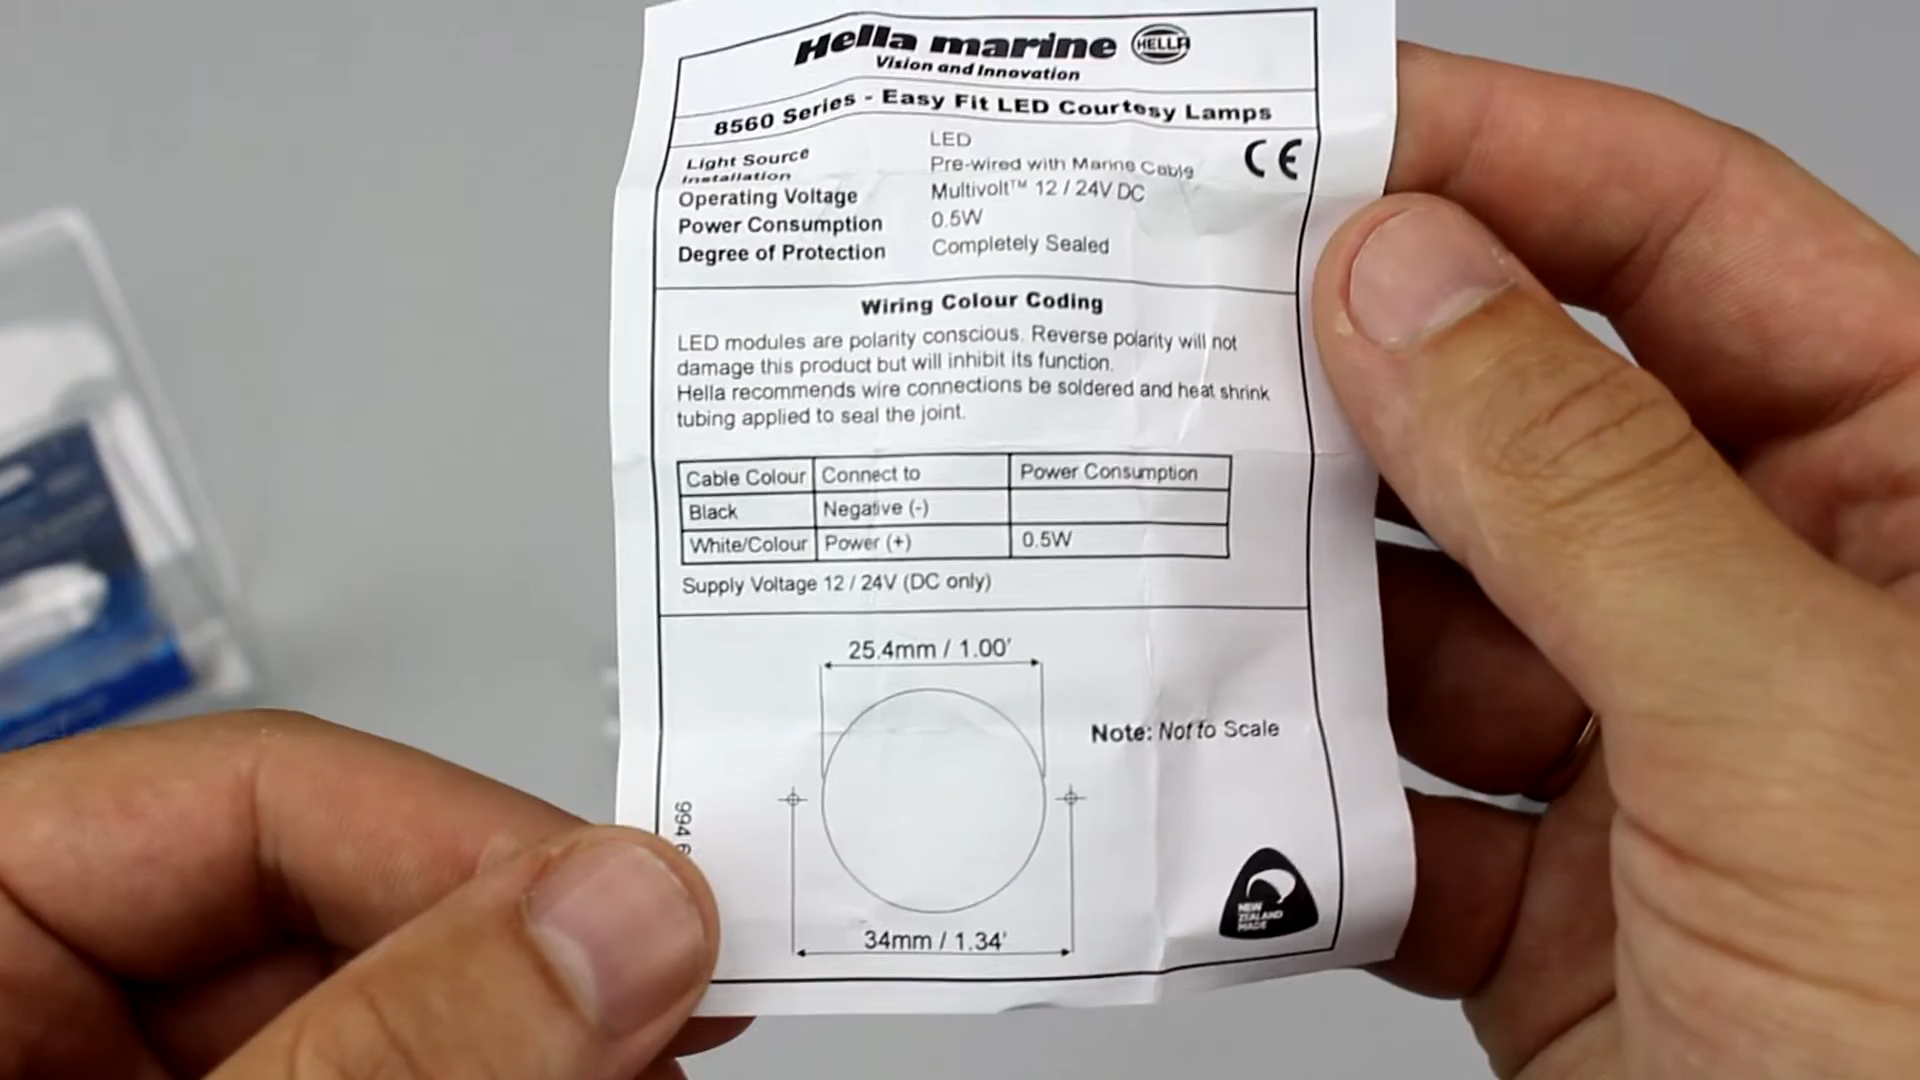 Hella marine HELLA
Vision and Innovation
8560 Series - Easy Fit LED Courtesy Lamps
Light Source LED
Installation Pre-wired with Marine Cable
CE
Operating Voltage Multivolt™ 12 / 24V DC
Power Consumption 0.5W
Degree of Protection Completely Sealed
Wiring Colour Coding
LED modules are polarity conscious. Reverse polarity will not
damage this product but will inhibit its function.
Hella recommends wire connections be soldered and heat shrink
tubing applied to seal the joint.
Cable Colour Connect to Power Consumption
Black Negative (-)
White/Colour Power (+) 0.5W
Supply Voltage 12 / 24V (DC only)
25.4mm / 1.00'
Note: Not to Scale
994 6
34mm / 1.34'
NEW
ZEALAND
MADE